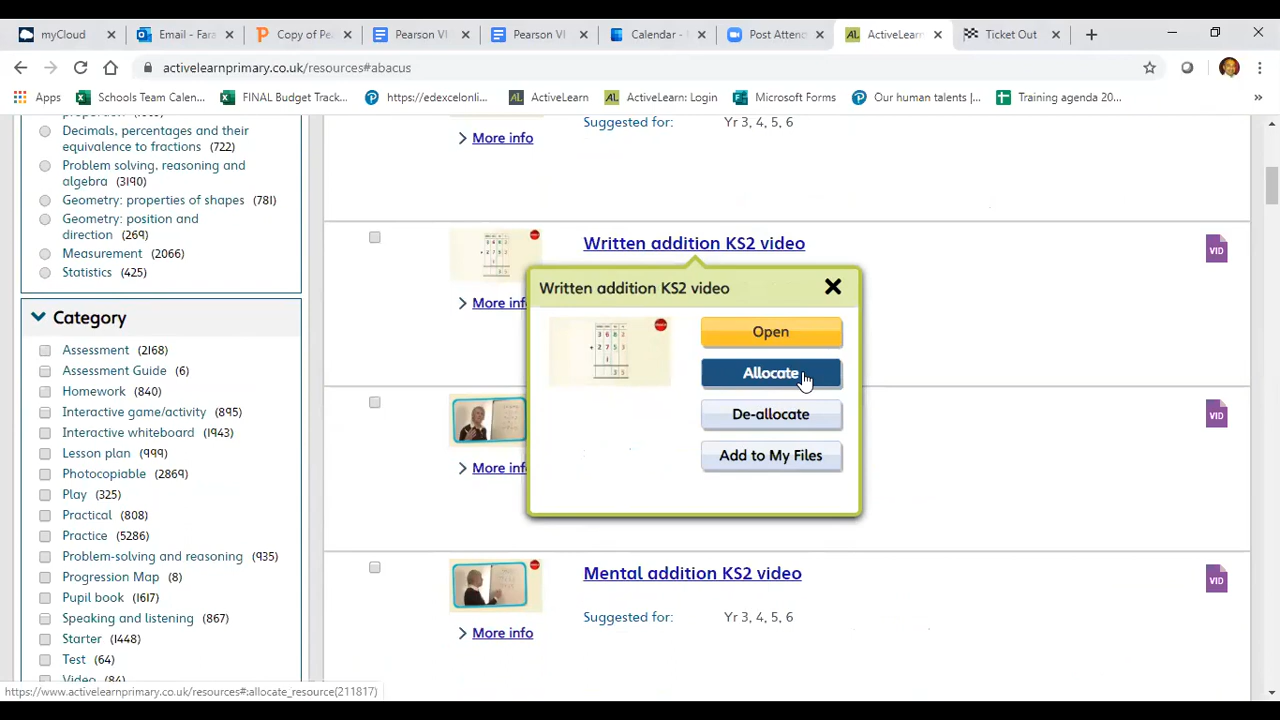 myCloud
Email - Fara
Copy of Pe
Pearson VI
Pearson VI
Calendar -
Post Attend
ActiveLearn
Ticket Out
activelearnprimary.co.uk/resources#abacus
Apps
Schools Team Calen...
FINAL Budget Track...
https://edexcelonlin...
ActiveLearn
ActiveLearn: Login
Microsoft Forms
Our human talents |...
Training agenda 20...
»
Decimals, percentages and their
equivalence to fractions (722)
Problem solving, reasoning and
algebra (3190)
Geometry: properties of shapes (781)
Geometry: position and
direction (269)
Measurement (2066)
Statistics (425)
Category
Assessment (2168)
Assessment Guide (6)
Homework (840)
Interactive game/activity (895)
Interactive whiteboard (1943)
Lesson plan (999)
Photocopiable (2869)
Play (325)
Practical (808)
Practice (5286)
Problem-solving and reasoning (935)
Progression Map (8)
Pupil book (1617)
Speaking and listening (867)
Starter (1448)
Test (64)
Video (84)
Suggested for: Yr 3, 4, 5, 6
More info
Written addition KS2 video
VID
More inf
Written addition KS2 video
Open
Allocate
De-allocate
Add to My Files
VID
More inf
Mental addition KS2 video
VID
Suggested for: Yr 3, 4, 5, 6
More info
https://www.activelearnprimary.co.uk/resources#:allocate_resource(211817)